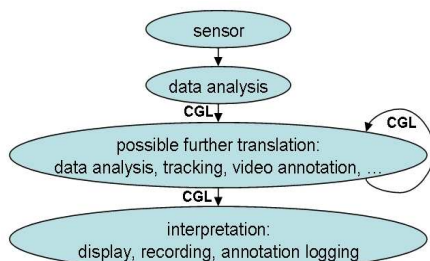 sensor
data analysis
CGL
CGL
possible further translation:
data analysis, tracking, video annotation, ...
CGL
interpretation:
display, recording, annotation logging